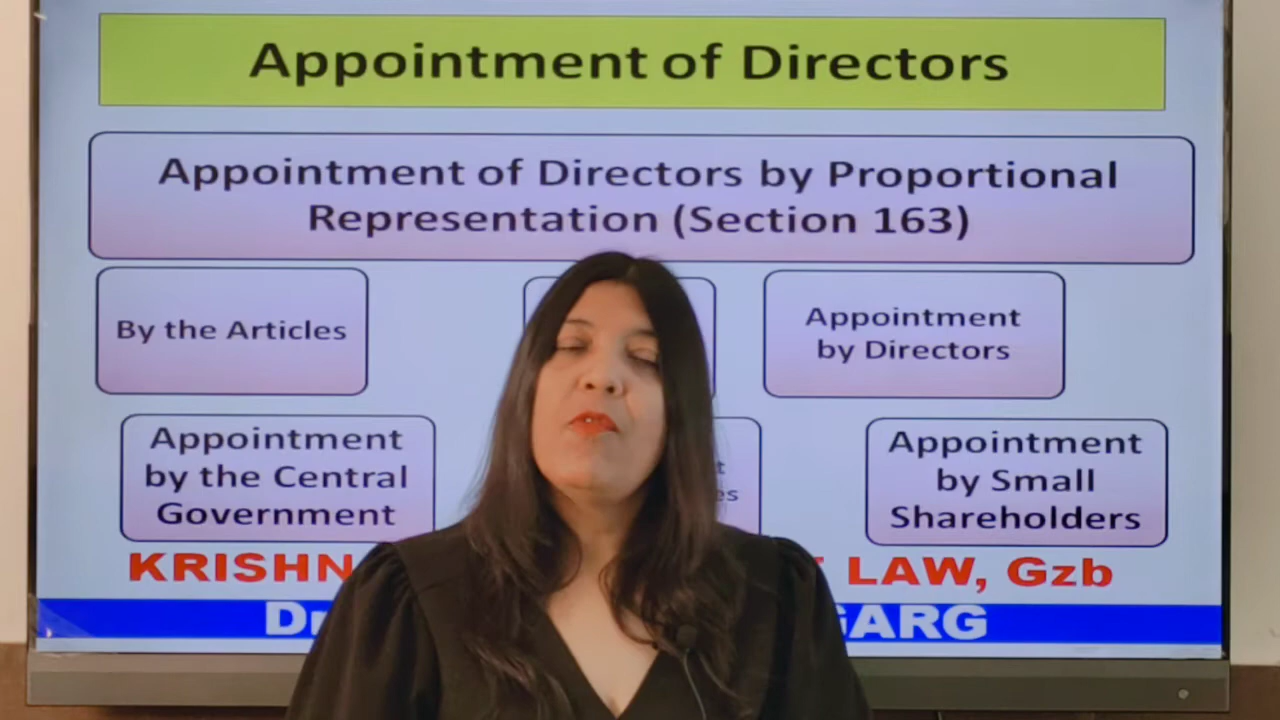 Appointment of Directors
Appointment of Directors by Proportional
Representation (Section 163)
By the Articles
Appointment
by Directors
Appointment
by the Central
Government
Appointment
by Small
Shareholders
LAW, Gzb
GARG